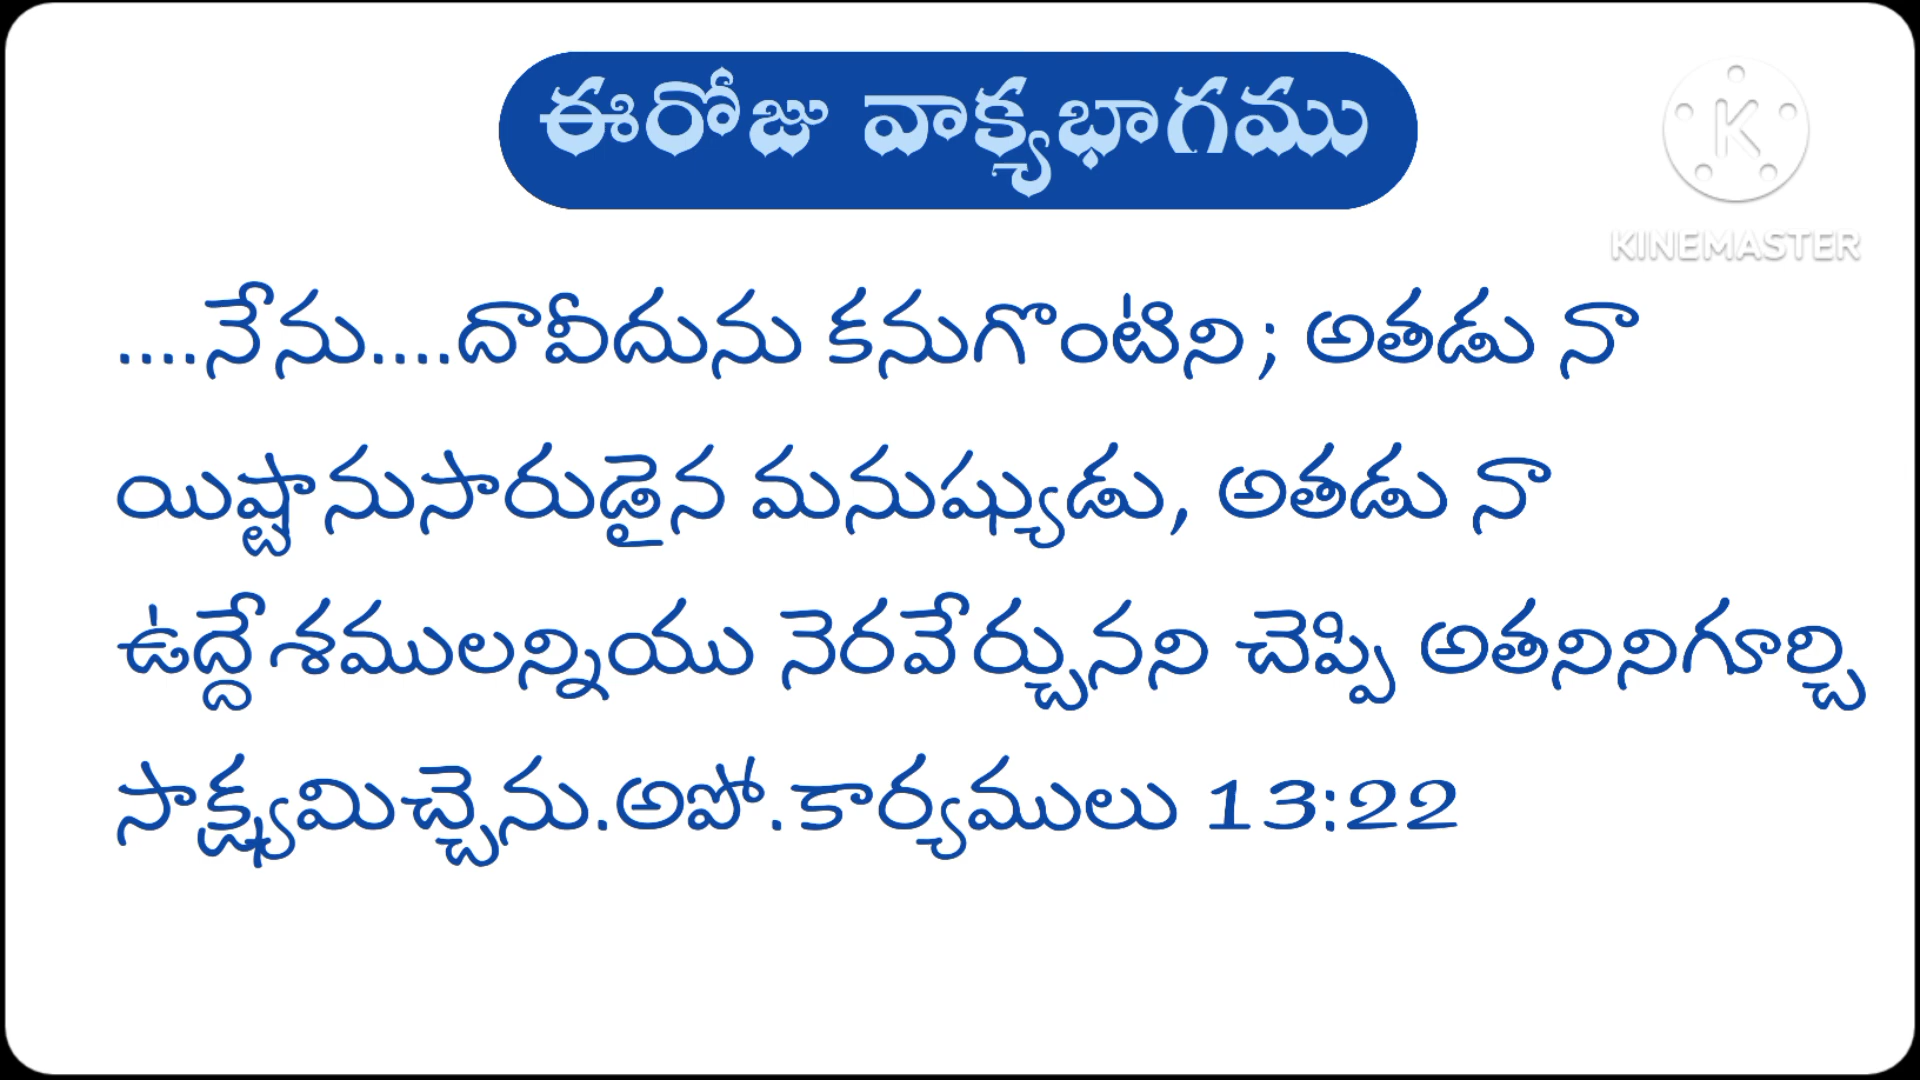 ఈరోజు వాక్యభాగము
KINEMASTER
....నేను....దావీదును కనుగొంటిని; అతడు నా
యిష్టానుసారుడైన మనుష్యుడు, అతడు నా
ఉద్దేశములన్నియు నెరవేర్చునని చెప్పి అతనినిగూర్చి
సాక్ష్యమిచ్చెను.అపో.కార్యములు 13:22